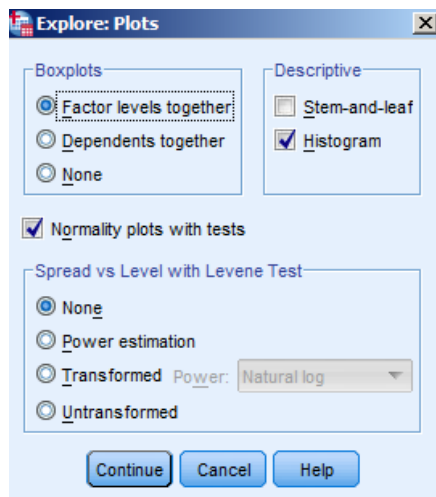 Explore: Plots
Boxplots
Factor levels together
Dependents together
None
Descriptive
Stem-and-leaf
Histogram
Normality plots with tests
Spread vs Level with Levene Test
None
Power estimation
Transformed Power: Natural log
Untransformed
Continue Cancel Help